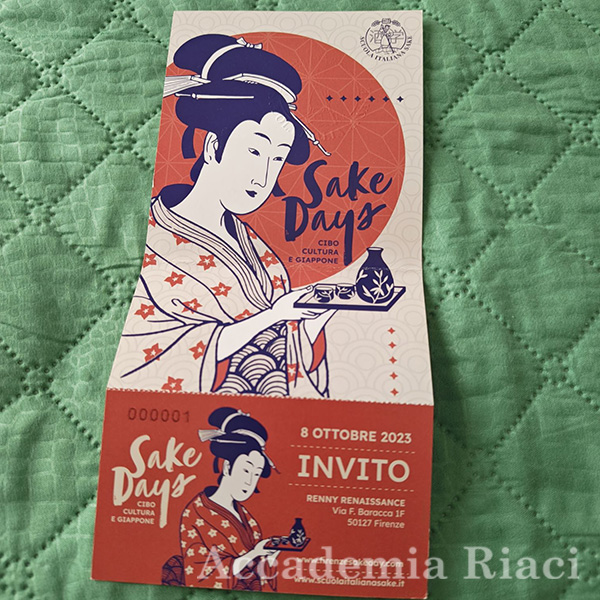 SCUOLA ITALIANA SAKE
Sake
Days
CIBO
CULTURA
E GIAPPONE
000001
Sake
Days
CIBO
CULTURA
E GIAPPONE
8 OTTOBRE 2023
INVITO
RENNY RENAISSANCE
Via F. Baracca 1F
50127 Firenze
www.scuolaitalianasake.it
Accademia Riaci